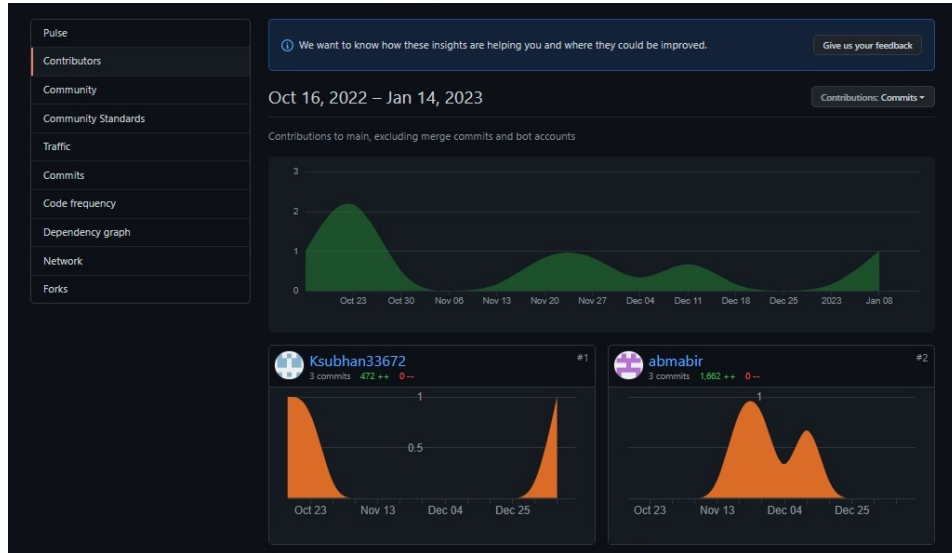 Pulse
Contributors
Community
Community Standards
Traffic
Commits
Code frequency
Dependency graph
Network
Forks
We want to know how these insights are helping you and where they could be improved.
Give us your feedback
Oct 16, 2022 – Jan 14, 2023
Contributions: Commits
Contributions to main, excluding merge commits and bot accounts
3
2
1
0
Oct 23 Oct 30 Nov 06 Nov 13 Nov 20 Nov 27 Dec 04 Dec 11 Dec 18 Dec 25 2023 Jan 08
Ksubhan33672 #1
3 commits 472 ++ 0 --
1
0.5
Oct 23 Nov 13 Dec 04 Dec 25
abmabir #2
3 commits 1,662 ++ 0 --
1
Oct 23 Nov 13 Dec 04 Dec 25